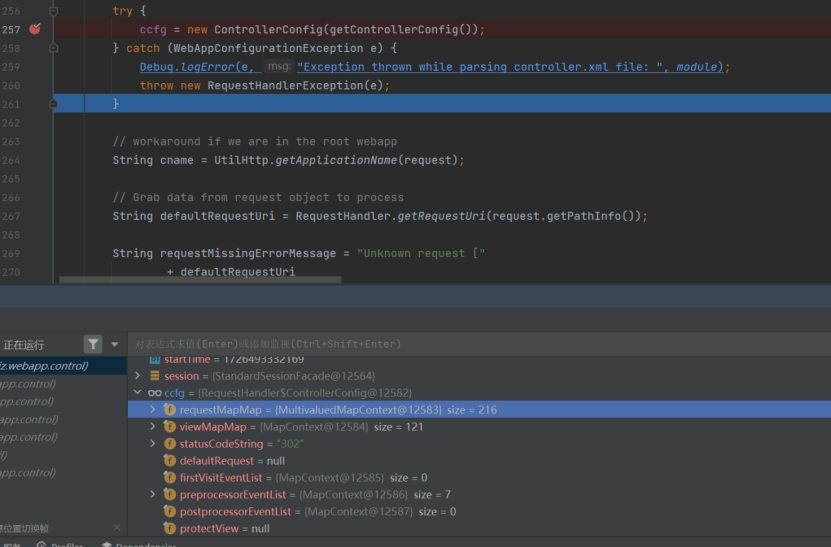 256 try {
257 ccfg = new ControllerConfig(getControllerConfig());
258 } catch (WebAppConfigurationException e) {
259 Debug.logError(e, msg: "Exception thrown while parsing controller.xml file: ", module);
260 throw new RequestHandlerException(e);
261 }
262
263 // workaround if we are in the root webapp
264 String cname = UtilHttp.getApplicationName(request);
265
266 // Grab data from request object to process
267 String defaultRequestUri = RequestHandler.getRequestUri(request.getPathInfo());
268
269 String requestMissingErrorMessage = "Unknown request ["
270 + defaultRequestUri
正在运行
对表达式求值(Enter)或添加监视(Ctrl+Shift+Enter)
startTime = 1726493332169
iz.webapp.control)
session = {StandardSessionFacade@12564}
app.control)
ccfg = {RequestHandler$ControllerConfig@12582}
pp.control)
requestMapMap = {MultivaluedMapContext@12583} size = 216
app.control)
viewMapMap = {MapContext@12584} size = 121
app.control)
statusCodeString = "302"
defaultRequest = null
app.control)
firstVisitEventList = {MapContext@12585} size = 0
preprocessorEventList = {MapContext@12586} size = 7
postprocessorEventList = {MapContext@12587} size = 0
位置切换帧
protectView = null
服务 Profiler Dependencies